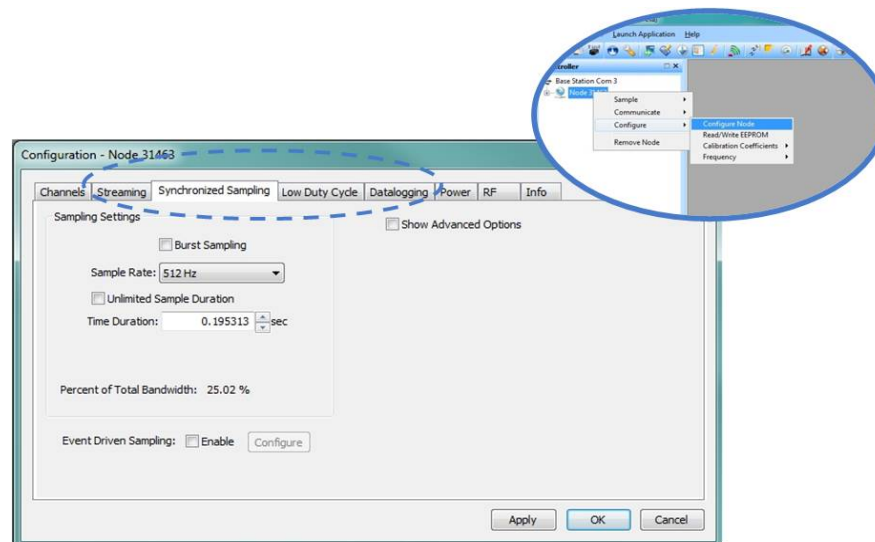 Launch Application Help
Base Station Com 3
Sample
Communicate
Configure
Remove Node
Configure Node
Read/Write EEPROM
Calibration Coefficients
Frequency
Configuration - Node 31463
Channels Streaming Synchronized Sampling Low Duty Cycle Datalogging Power RF Info
Sampling Settings
Show Advanced Options
Burst Sampling
Sample Rate: 512 Hz
Unlimited Sample Duration
Time Duration: 0.195313 sec
Percent of Total Bandwidth: 25.02 %
Event Driven Sampling: Enable Configure
Apply OK Cancel